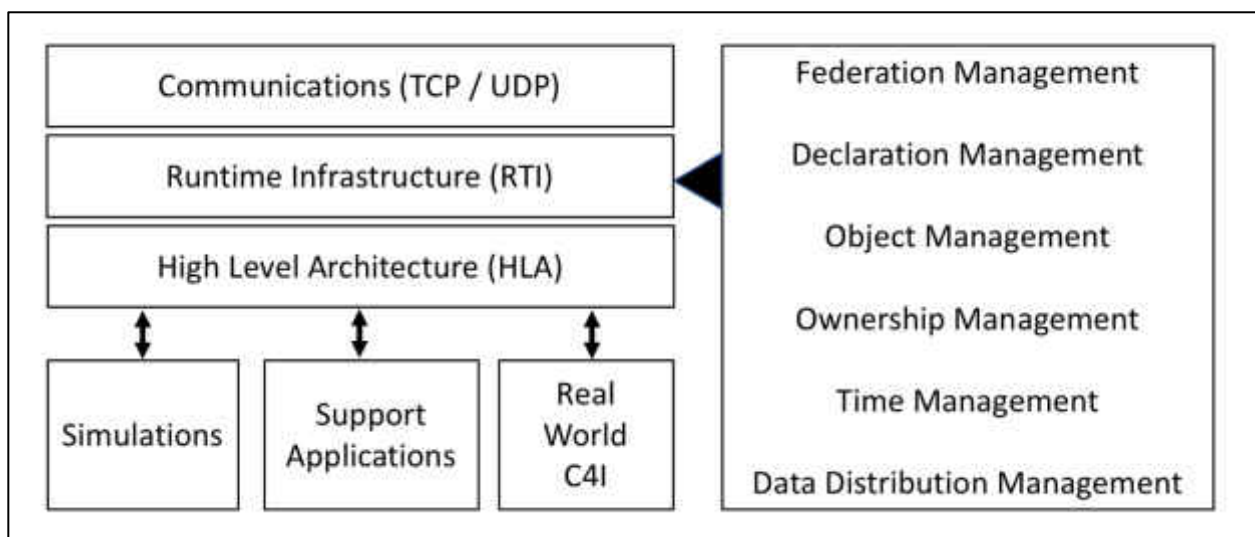 Communications (TCP / UDP)
Runtime Infrastructure (RTI)
High Level Architecture (HLA)
Simulations
Support
Applications
Real
World
C4I
Federation Management
Declaration Management
Object Management
Ownership Management
Time Management
Data Distribution Management